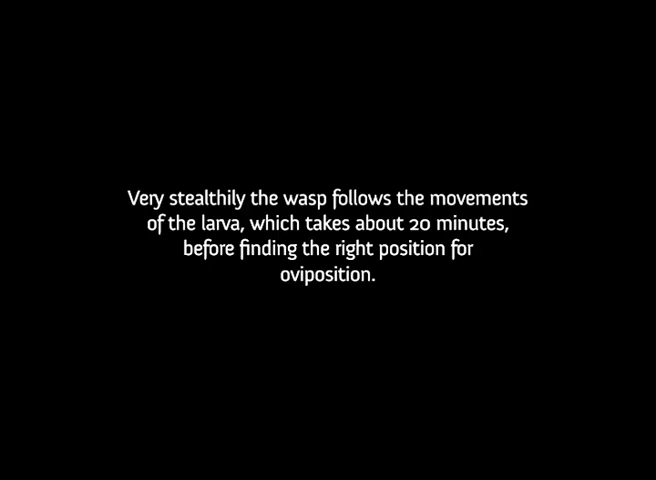 Very stealthily the wasp follows the movements
of the larva, which takes about 20 minutes,
before finding the right position for
oviposition.